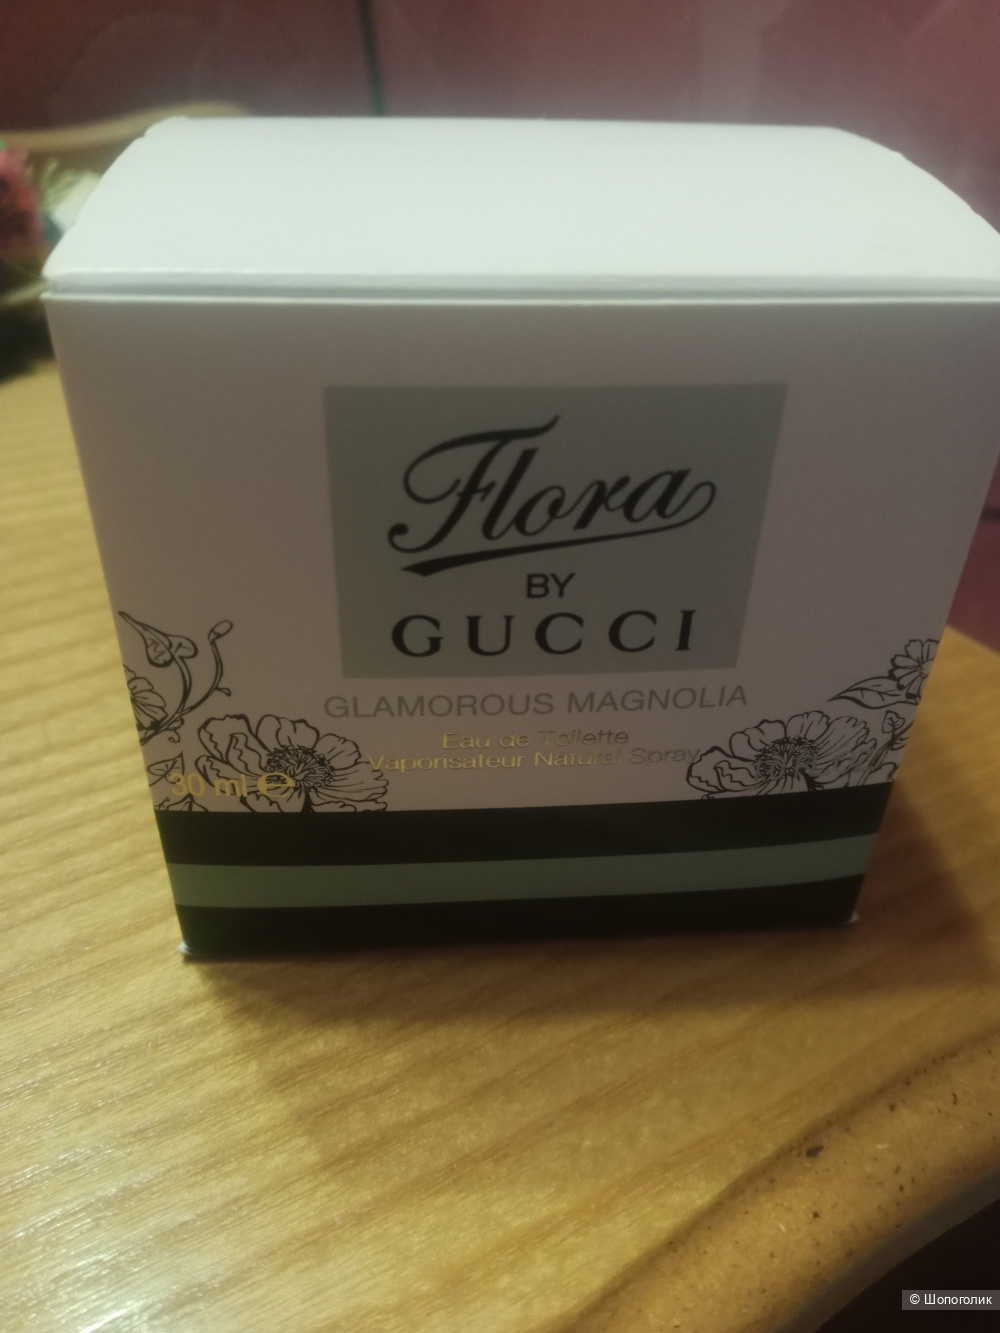 Flora
BY
GUCCI
GLAMOROUS MAGNOLIA
Eau de Toilette
Vaporisateur Natural Spray
30 ml ℮
© Шопоголик